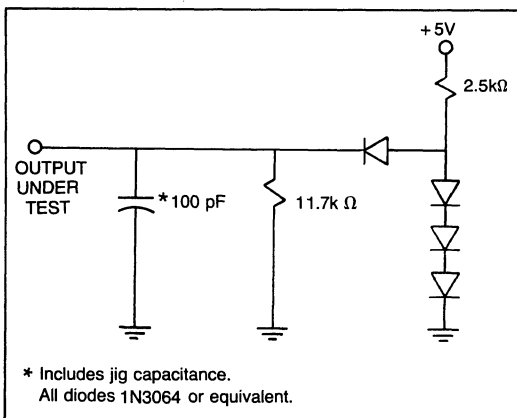 +5V
2.5kΩ
OUTPUT
UNDER
TEST
*100 pF
11.7k Ω
* Includes jig capacitance.
All diodes 1N3064 or equivalent.